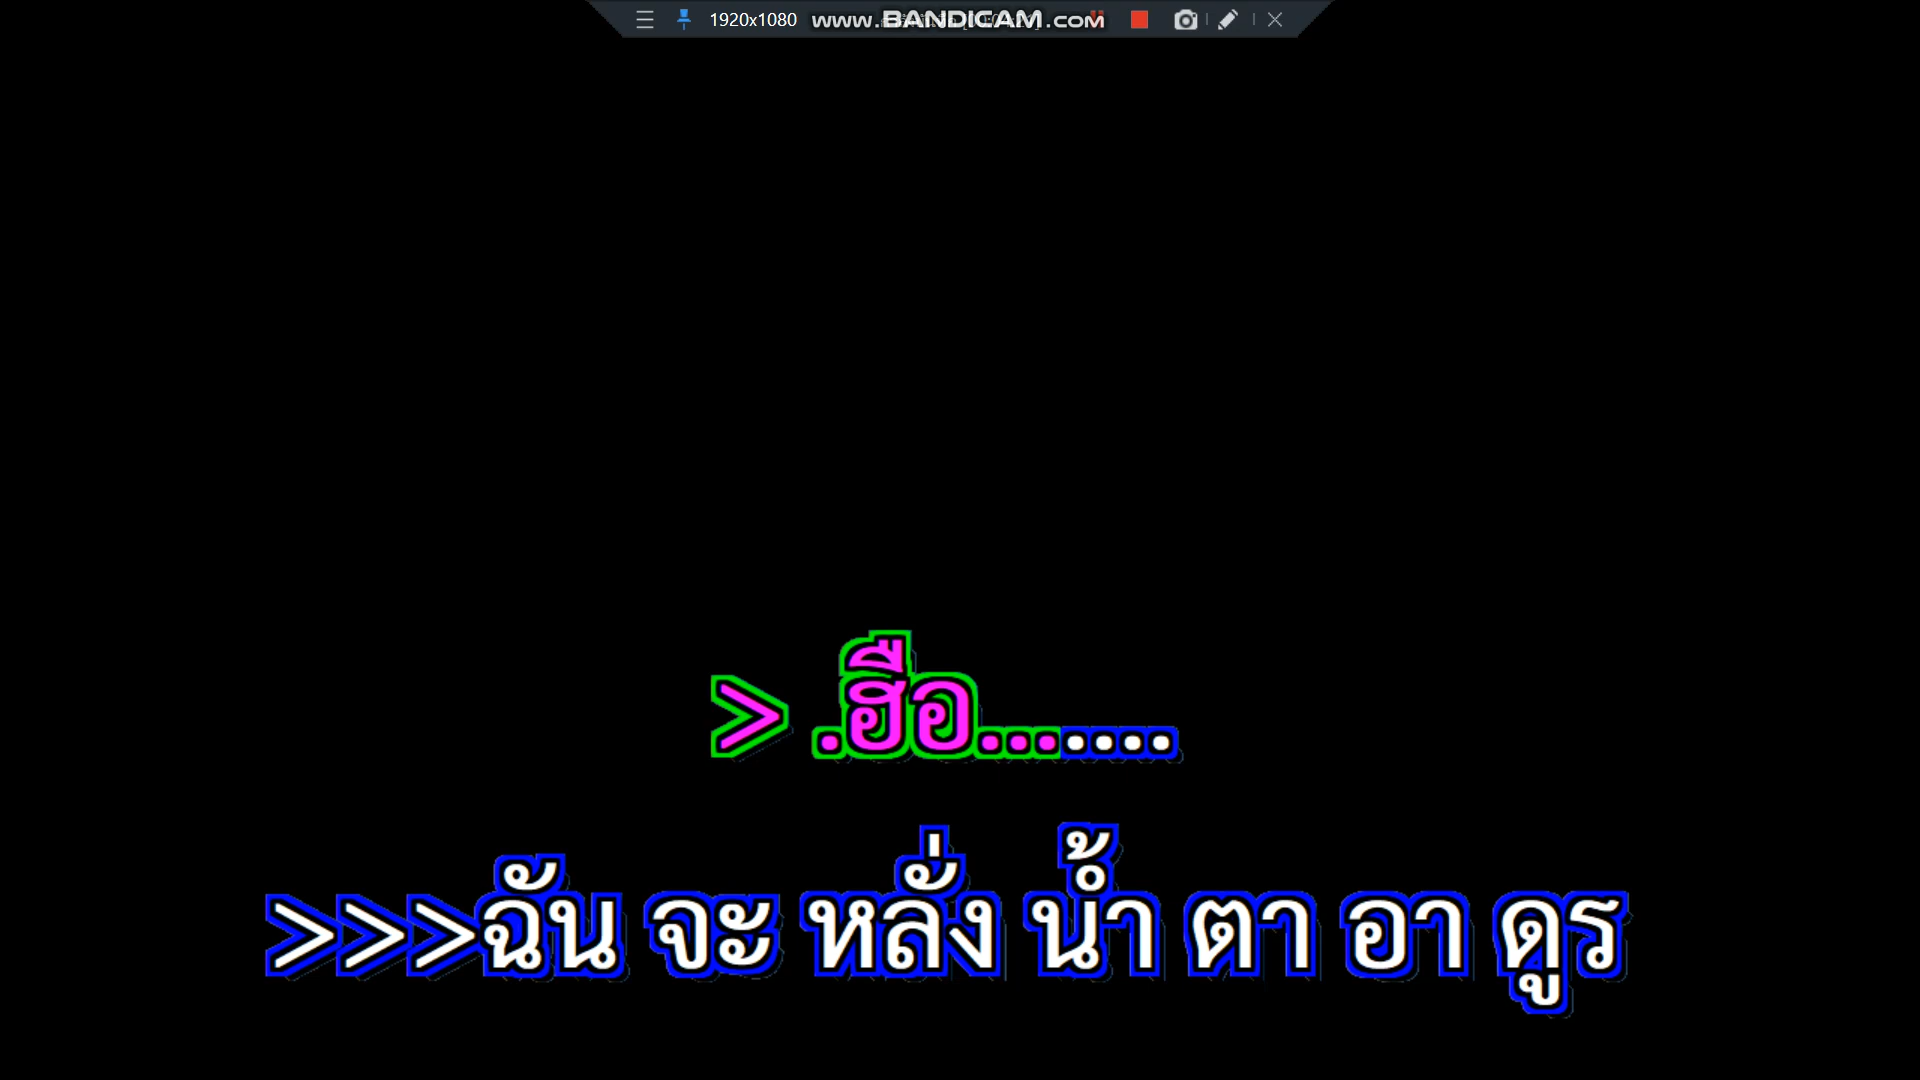 1920x1080 www.BANDICAM.com
> .ฮือ.......
>>>ฉัน จะ หลั่ง น้ำ ตา อา ดูร